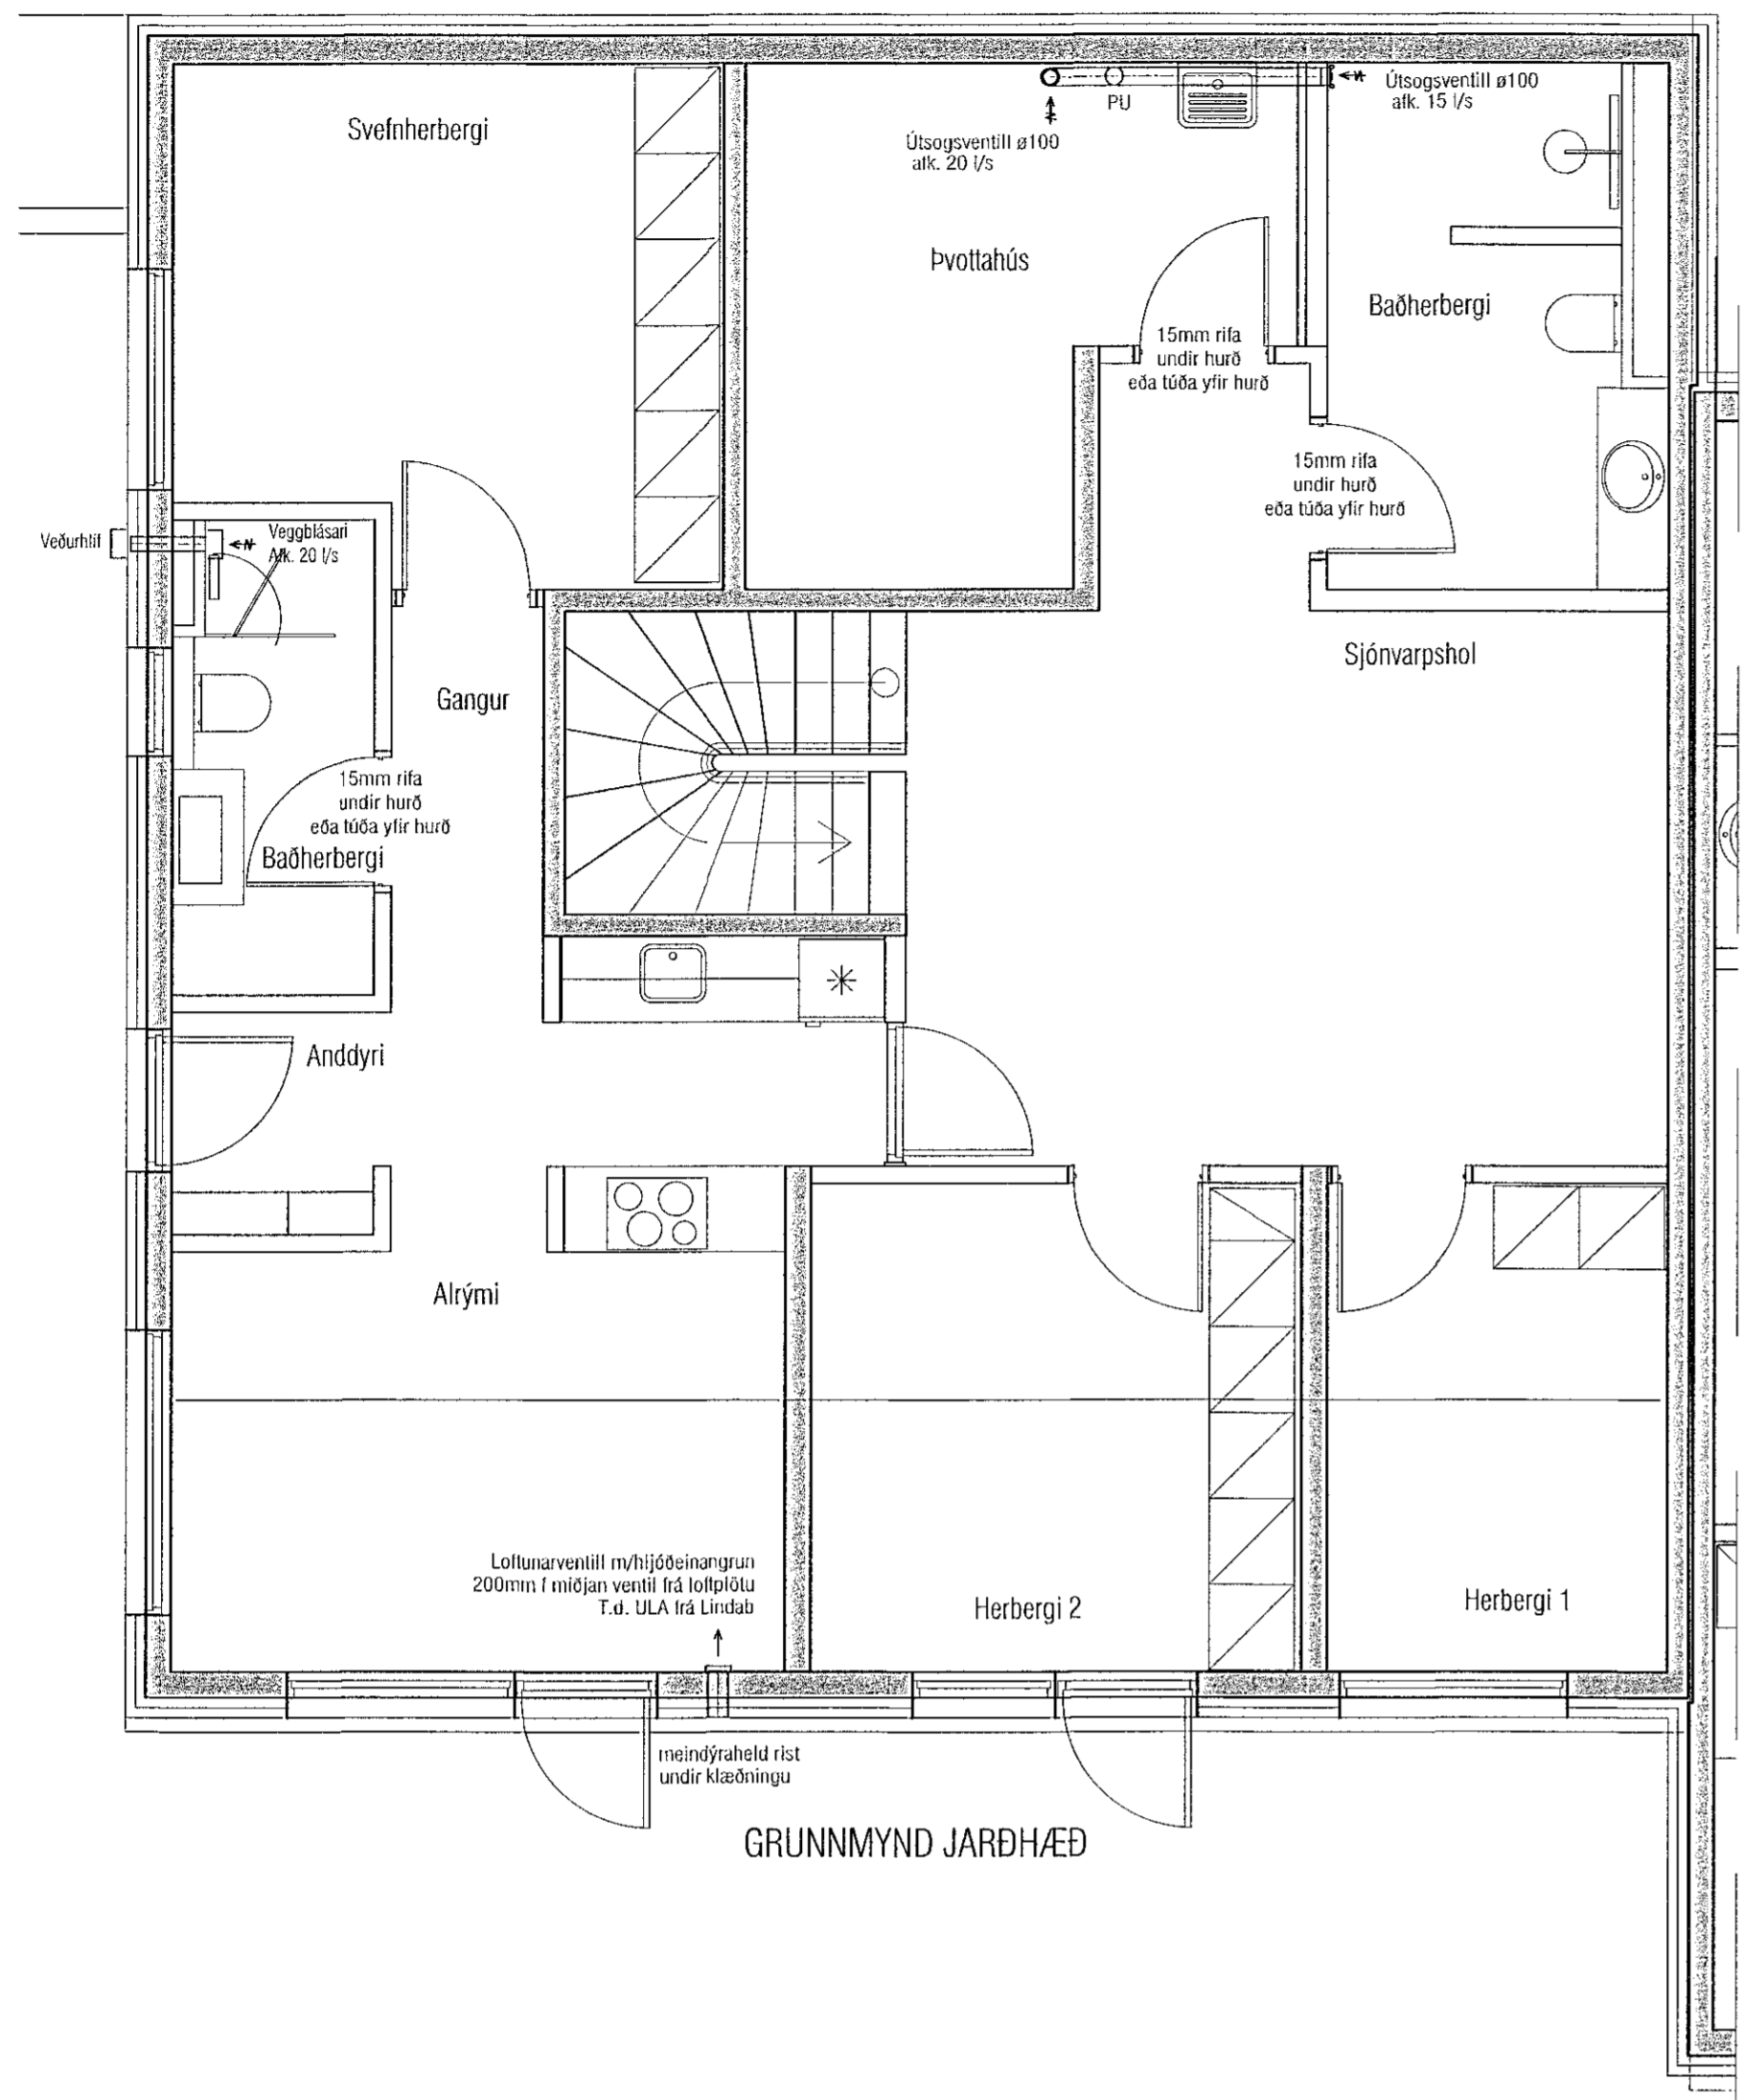 Svefnherbergi
PU
Útsogsventill ø100
afk. 15 l/s
Útsogsventill ø100
afk. 20 l/s
Þvottahús
Baðherbergi
15mm rifa
undir hurð
eða túða yfir hurð
15mm rifa
undir hurð
eða túða yfir hurð
Veðurhlíf
Veggblásari
Afk. 20 l/s
Sjónvarpshol
Gangur
15mm rifa
undir hurð
eða túða yfir hurð
Baðherbergi
Anddyri
Alrými
Loftunarventill m/hljóðeinangrun
200mm í miðjan ventil frá loftplötu
T.d. ULA frá Lindab
Herbergi 2
Herbergi 1
meindýraheld rist
undir klæðningu
GRUNNMYND JARÐHÆÐ